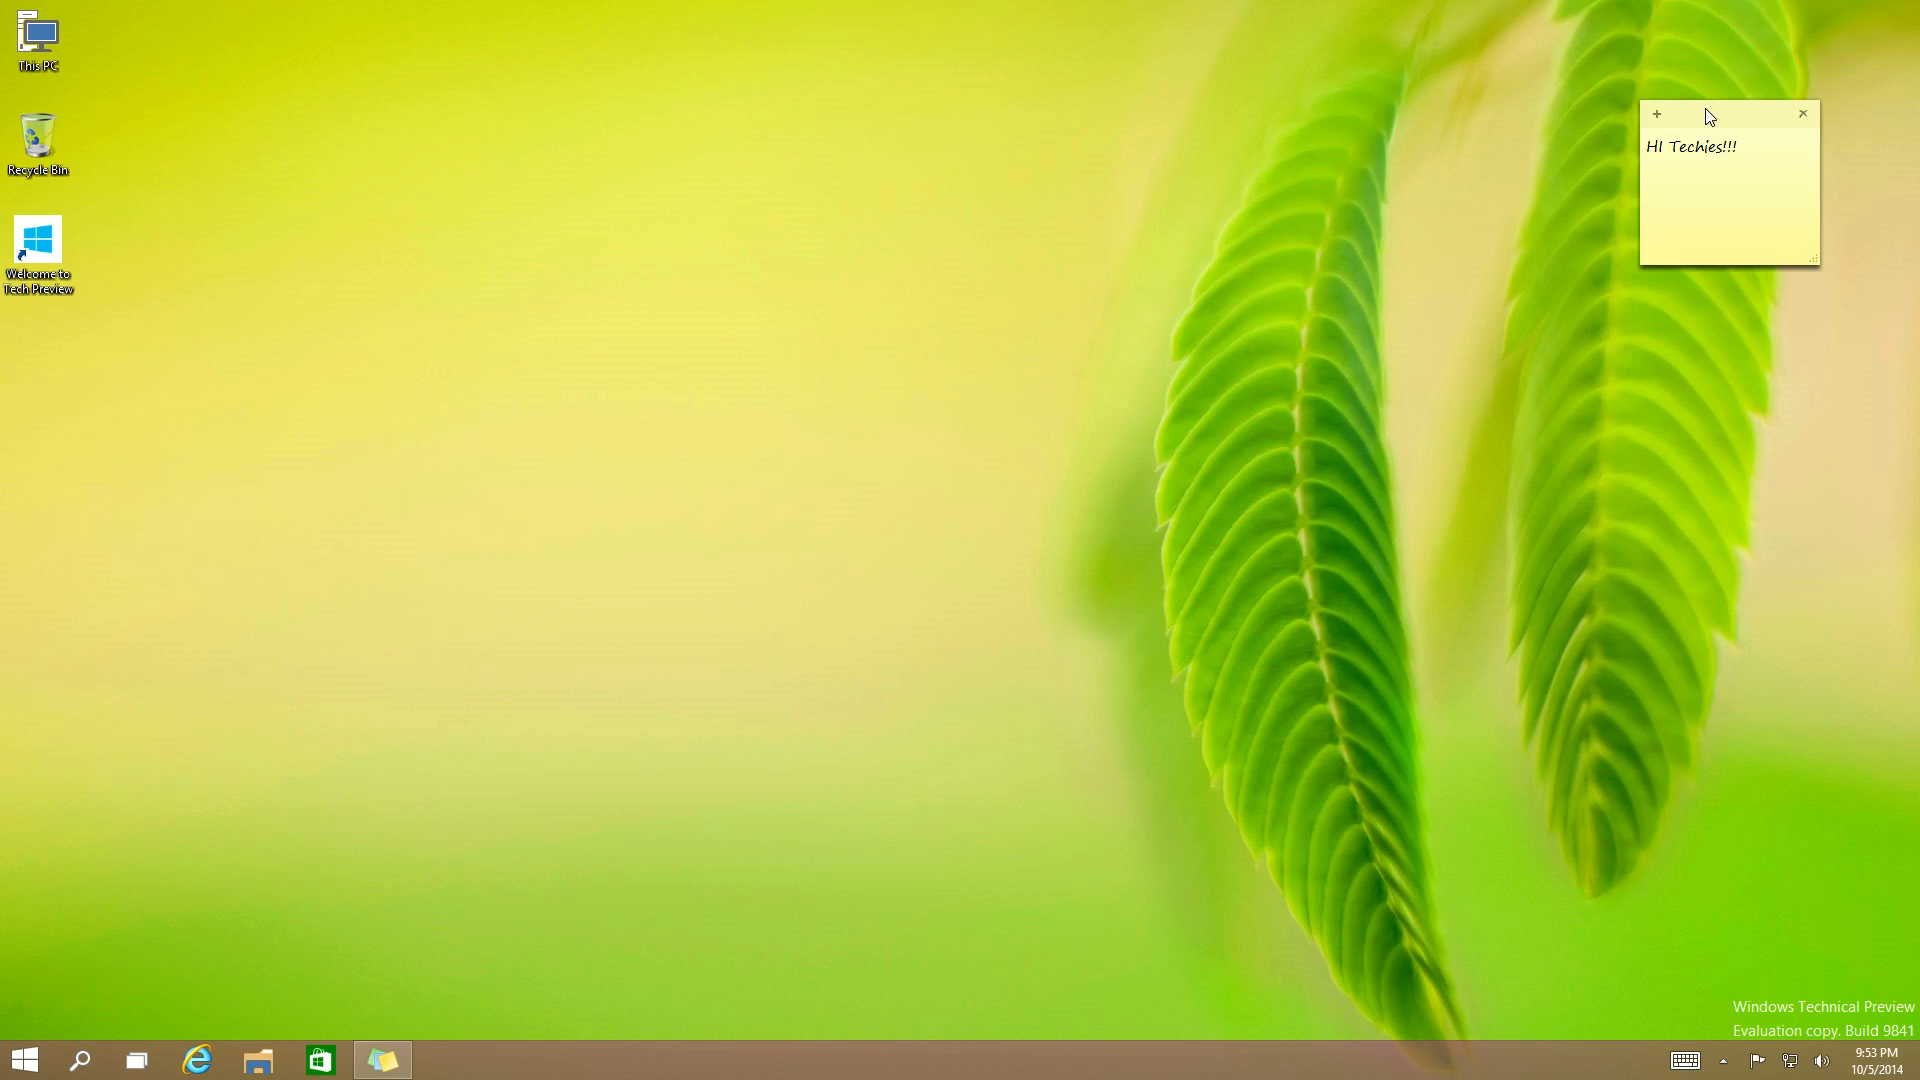 This PC
Recycle Bin
Welcome to
Tech Preview
+
×
HI Techies!!!
Windows Technical Preview
Evaluation copy. Build 9841
9:53 PM
10/5/2014